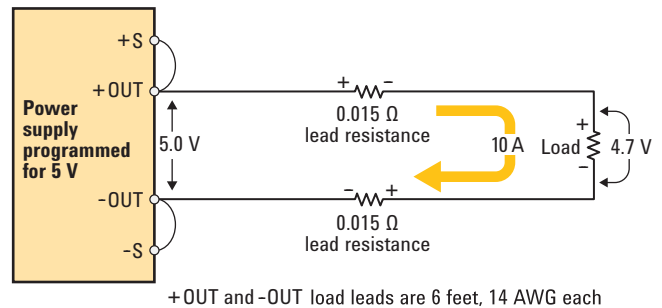 +S
+OUT
Power
supply
programmed
for 5 V
-OUT
-S
5.0 V
+ -
0.015 Ω
lead resistance
10 A
Load
+
-
4.7 V
- +
0.015 Ω
lead resistance
+OUT and -OUT load leads are 6 feet, 14 AWG each